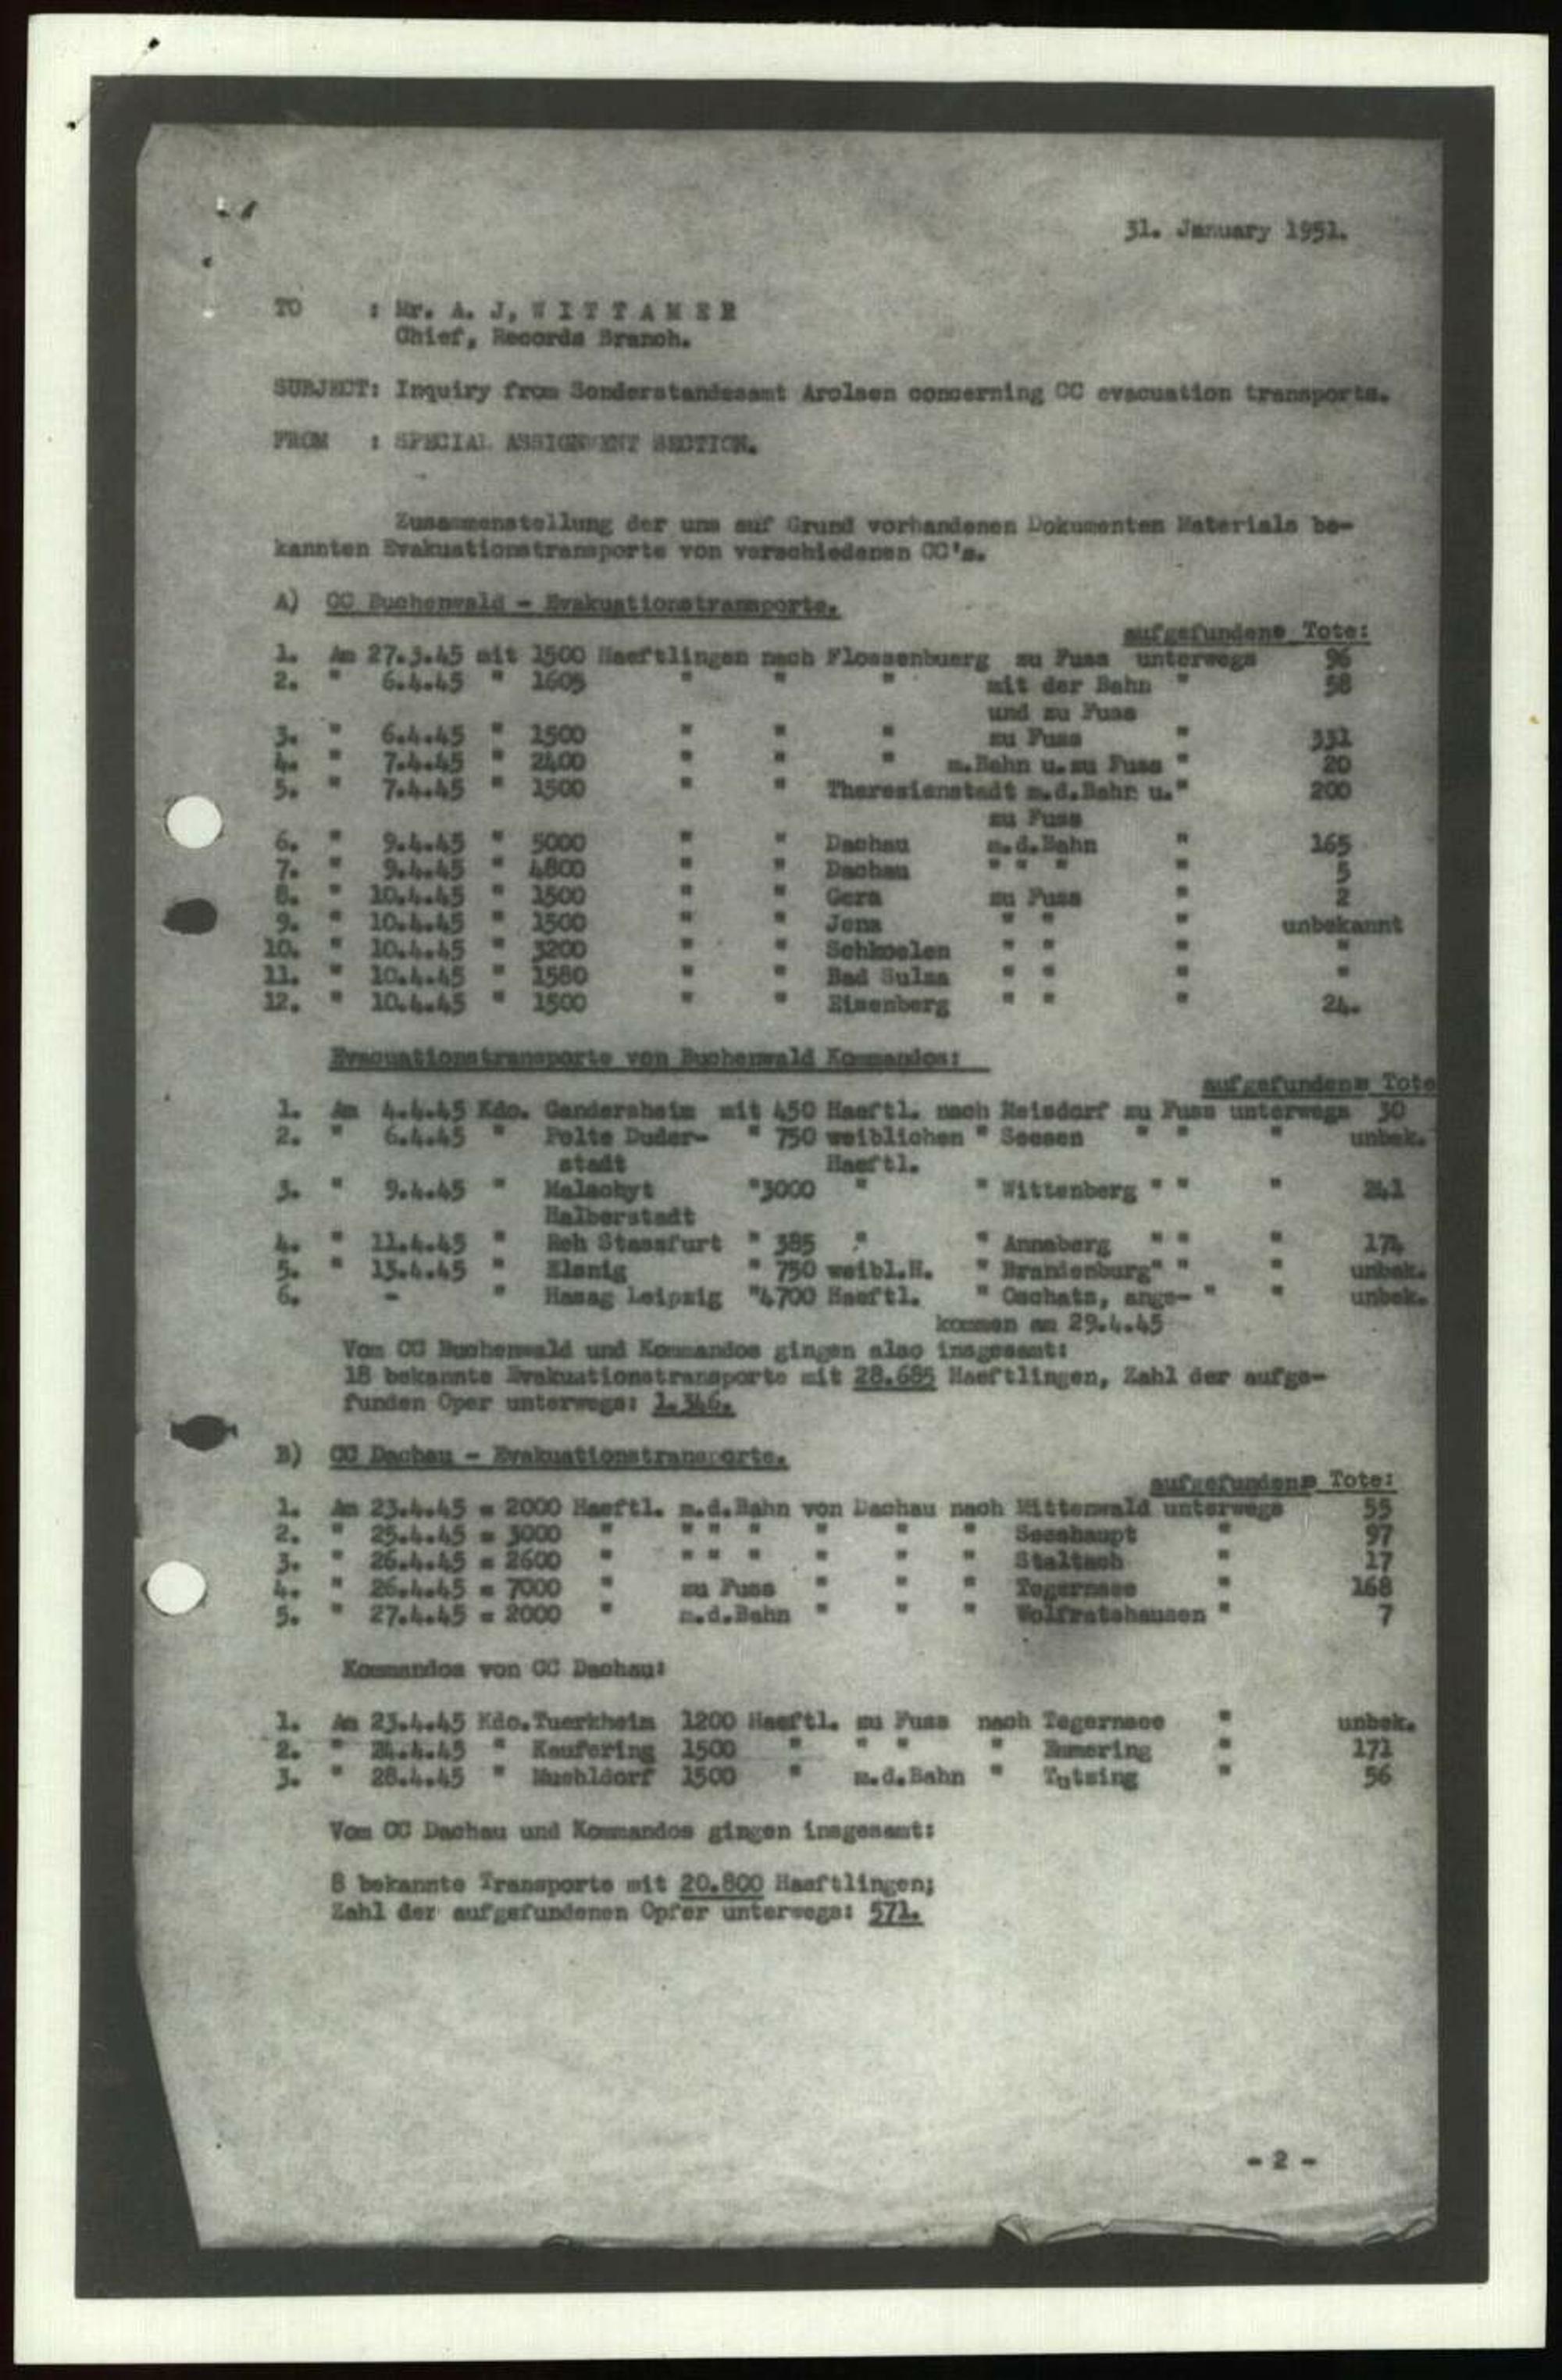 31. January 1951.
TO : Mr. A. J, W I T T A M E R
Chief, Records Branch.
SUBJECT: Inquiry from Sonderstandesamt Arolsen concerning CC evacuation transports.
FROM : SPECIAL ASSIGNMENT SECTION.
Zusammenstellung der uns auf Grund vorhandenen Dokumenten Materials be-
kannten Evakuationstransporte von verschiedenen CC's.
A) CC Buchenwald - Evakuationstransporte.
aufgefundene Tote:
1. Am 27.3.45 mit 1500 Haeftlingen nach Flossenbuerg zu Fuss unterwegs 96
2. " 6.4.45 " 1605 " " " mit der Bahn " 58
und zu Fuss
3. " 6.4.45 " 1500 " " " zu Fuss " 331
4. " 7.4.45 " 2400 " " " m.Bahn u.zu Fuss " 20
5. " 7.4.45 " 1500 " " Theresienstadt m.d.Bahn u." 200
zu Fuss
6. " 9.4.45 " 5000 " " Dachau m.d.Bahn " 165
7. " 9.4.45 " 4800 " " Dachau " " " " 5
8. " 10.4.45 " 1500 " " Gera zu Fuss " 2
9. " 10.4.45 " 1500 " " Jena " " " unbekannt
10. " 10.4.45 " 3200 " " Schkoelen " " " "
11. " 10.4.45 " 1580 " " Bad Sulza " " " "
12. " 10.4.45 " 1500 " " Eisenberg " " " 24.
Evacuationstransporte von Buchenwald Kommandos:
aufgefundene Tote
1. Am 4.4.45 Kdo. Gandersheim mit 450 Haeftl. nach Reisdorf zu Fuss unterwegs 30
2. " 6.4.45 " Polte Duder- " 750 weiblichen " Seesen " " " unbek.
stadt Haeftl.
3. " 9.4.45 " Malachyt "3000 " " Wittenberg " " " 241
Halberstadt
4. " 11.4.45 " Reh Stassfurt " 385 " " Annaberg " " " 174
5. " 13.4.45 " Elsnig " 750 weibl.H. " Brandenburg" " " unbek.
6. - " Hasag Leipzig "4700 Haeftl. " Oschatz, ange- " " unbek.
kommen am 29.4.45
Vom CC Buchenwald und Kommandos gingen also insgesamt:
18 bekannte Evakuationstransporte mit 28.685 Haeftlingen, Zahl der aufge-
funden Oper unterwegs: 1.346.
B) CC Dachau - Evakuationstransporte.
aufgefundene Tote:
1. Am 23.4.45 = 2000 Haeftl. m.d.Bahn von Dachau nach Mittenwald unterwegs 55
2. " 25.4.45 = 3000 " " " " " " " Seeshaupt " 97
3. " 26.4.45 = 2600 " " " " " " " Staltach " 17
4. " 26.4.45 = 7000 " zu Fuss " " " Tegernsee " 168
5. " 27.4.45 = 2000 " m.d.Bahn " " " Wolfratshausen " 7
Kommandos von CC Dachau:
1. Am 23.4.45 Kdo.Tuerkheim 1200 Haeftl. zu Fuss nach Tegernsee " unbek.
2. " 24.4.45 " Kaufering 1500 " " " " Emmering " 171
3. " 28.4.45 " Muehldorf 1500 " m.d.Bahn " Tutzing " 56
Vom CC Dachau und Kommandos gingen insgesamt:
8 bekannte Transporte mit 20.800 Haeftlingen;
Zahl der aufgefundenen Opfer unterwegs: 571.
- 2 -